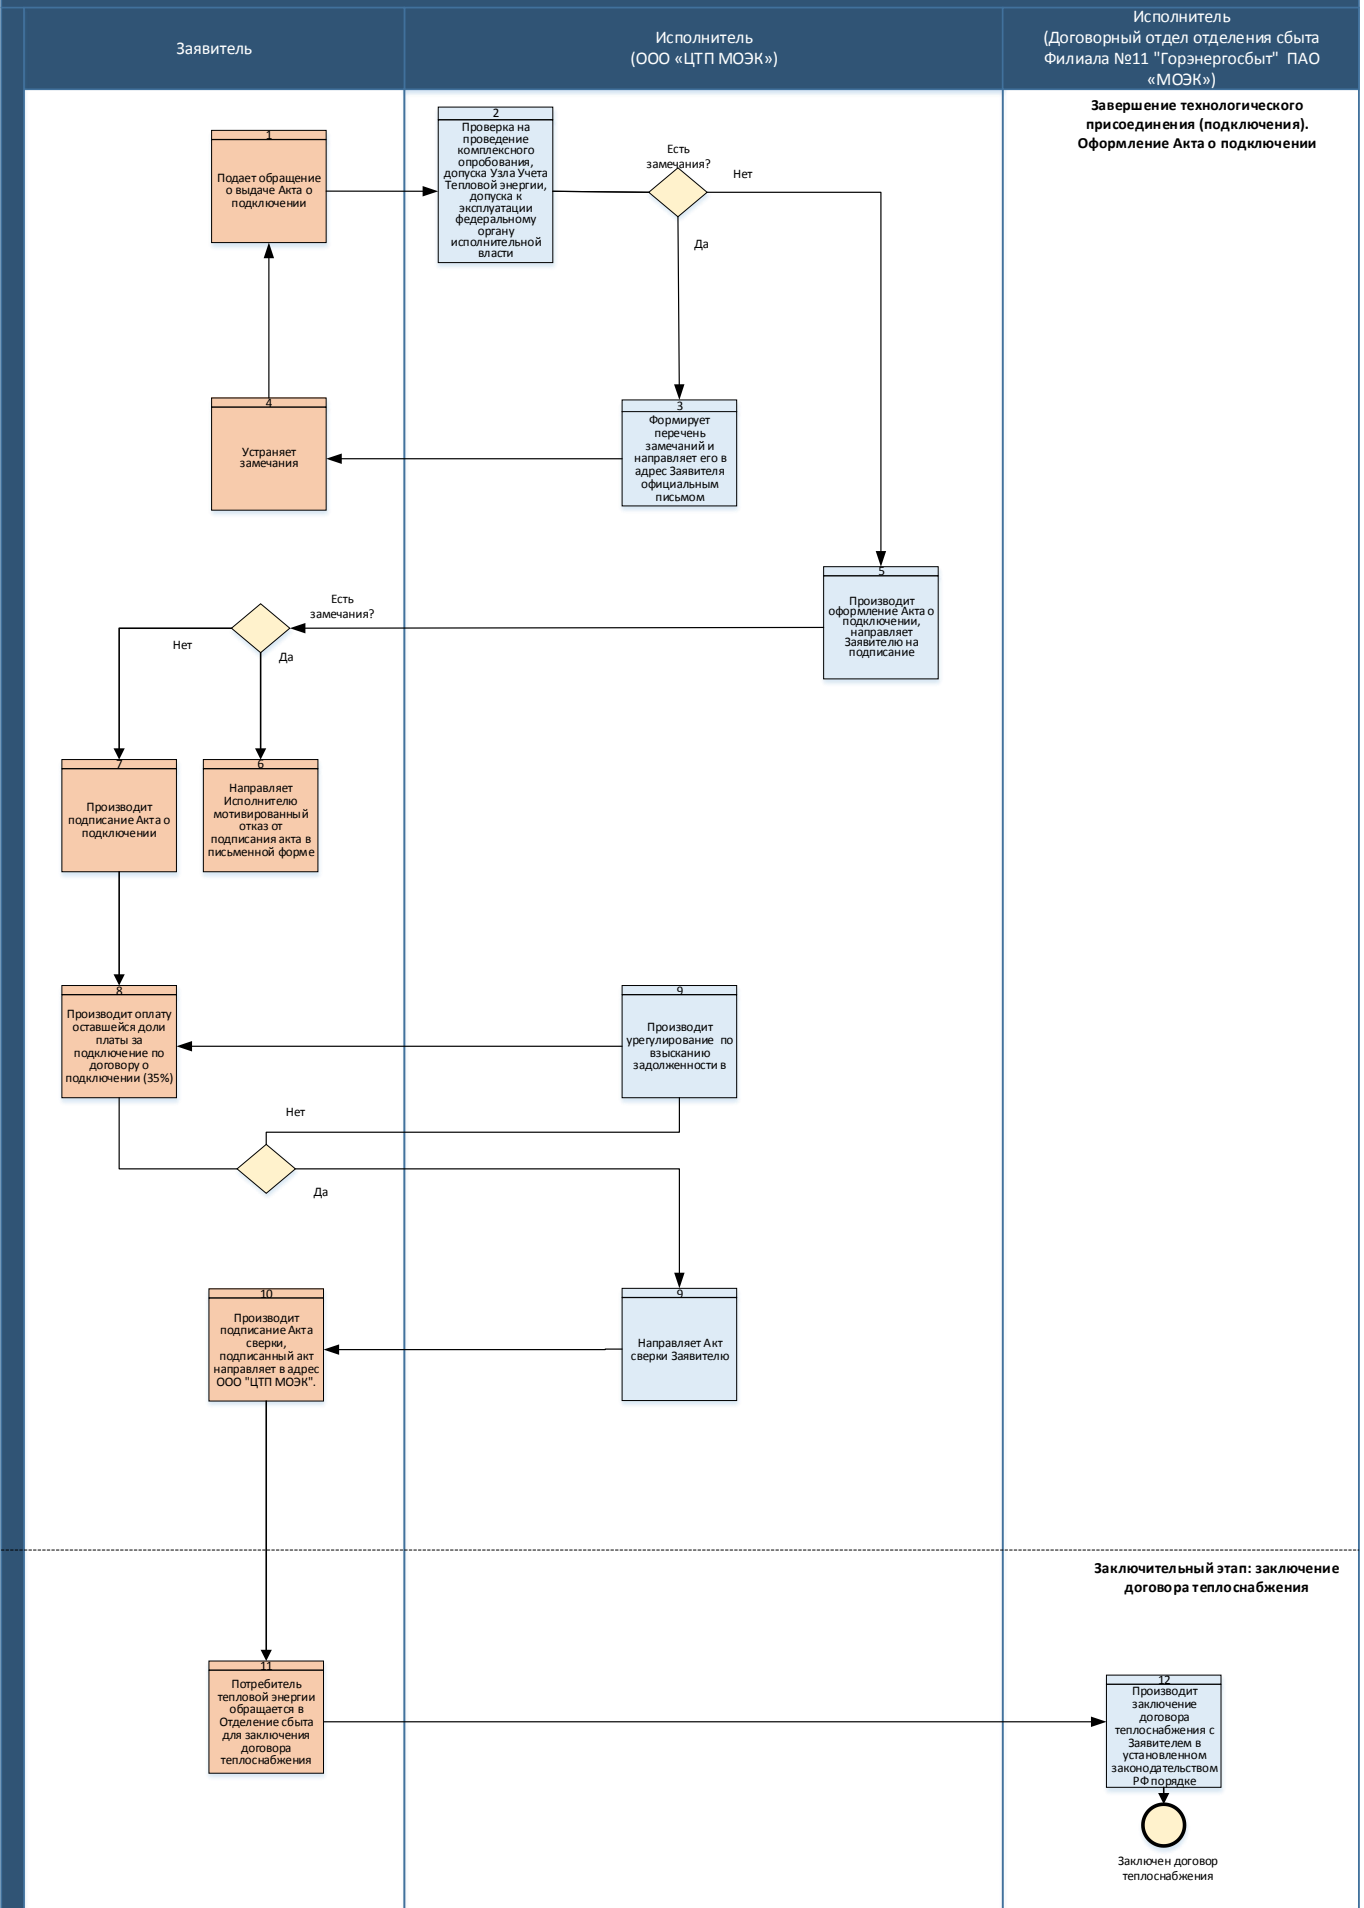 Заявитель
Исполнитель
(ООО «ЦТП МОЭК»)
Исполнитель
(Договорный отдел отделения сбыта
Филиала №11 "Горэнергосбыт" ПАО
«МОЭК»)
Завершение технологического
присоединения (подключения).
Оформление Акта о подключении
1
Подает обращение
о выдаче Акта о
подключении
2
Проверка на
проведение
комплексного
опробования,
допуска Узла Учета
Тепловой энергии,
допуска к
эксплуатации
федеральному
органу
исполнительной
власти
Есть
замечания?
Нет
Да
3
Формирует
перечень
замечаний и
направляет его в
адрес Заявителя
официальным
письмом
4
Устраняет
замечания
5
Производит
оформление Акта о
подключении,
направляет
Заявителю на
подписание
Есть
замечания?
Нет
Да
7
Производит
подписание Акта о
подключении
6
Направляет
Исполнителю
мотивированный
отказ от
подписания акта в
письменной форме
8
Производит оплату
оставшейся доли
платы за
подключение по
договору о
подключении (35%)
9
Производит
урегулирование по
взысканию
задолженности в
Нет
Да
10
Производит
подписание Акта
сверки,
подписанный акт
направляет в адрес
ООО "ЦТП МОЭК".
9
Направляет Акт
сверки Заявителю
Заключительный этап: заключение
договора теплоснабжения
11
Потребитель
тепловой энергии
обращается в
Отделение сбыта
для заключения
договора
теплоснабжения
12
Производит
заключение
договора
теплоснабжения с
Заявителем в
установленном
законодательством
РФ порядке
Заключен договор
теплоснабжения